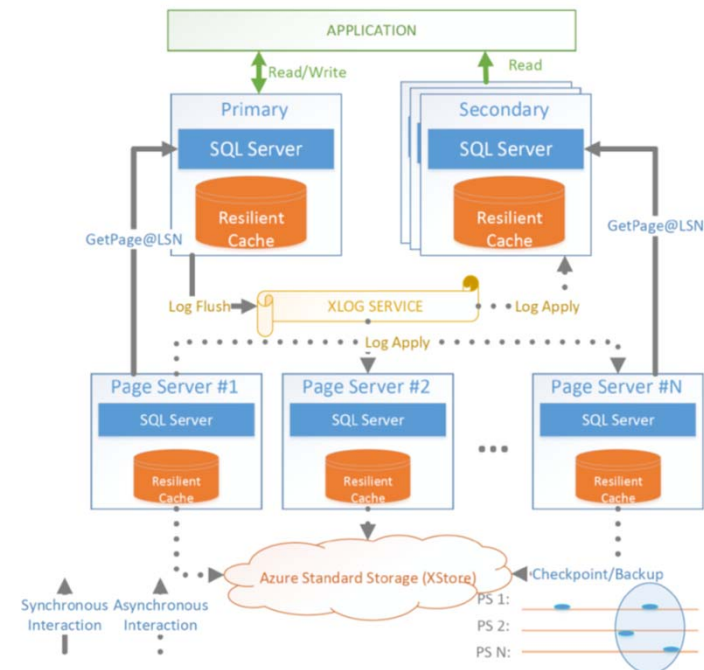 APPLICATION
Read/Write
Read
Primary
Secondary
SQL Server
SQL Server
Resilient
Cache
Resilient
Cache
GetPage@LSN
GetPage@LSN
Log Flush
XLOG SERVICE
Log Apply
Log Apply
Page Server #1
Page Server #2
Page Server #N
SQL Server
SQL Server
SQL Server
Resilient
Cache
Resilient
Cache
Resilient
Cache
Azure Standard Storage (XStore)
Checkpoint/Backup
Synchronous
Interaction
Asynchronous
Interaction
PS 1:
PS 2:
PS N: